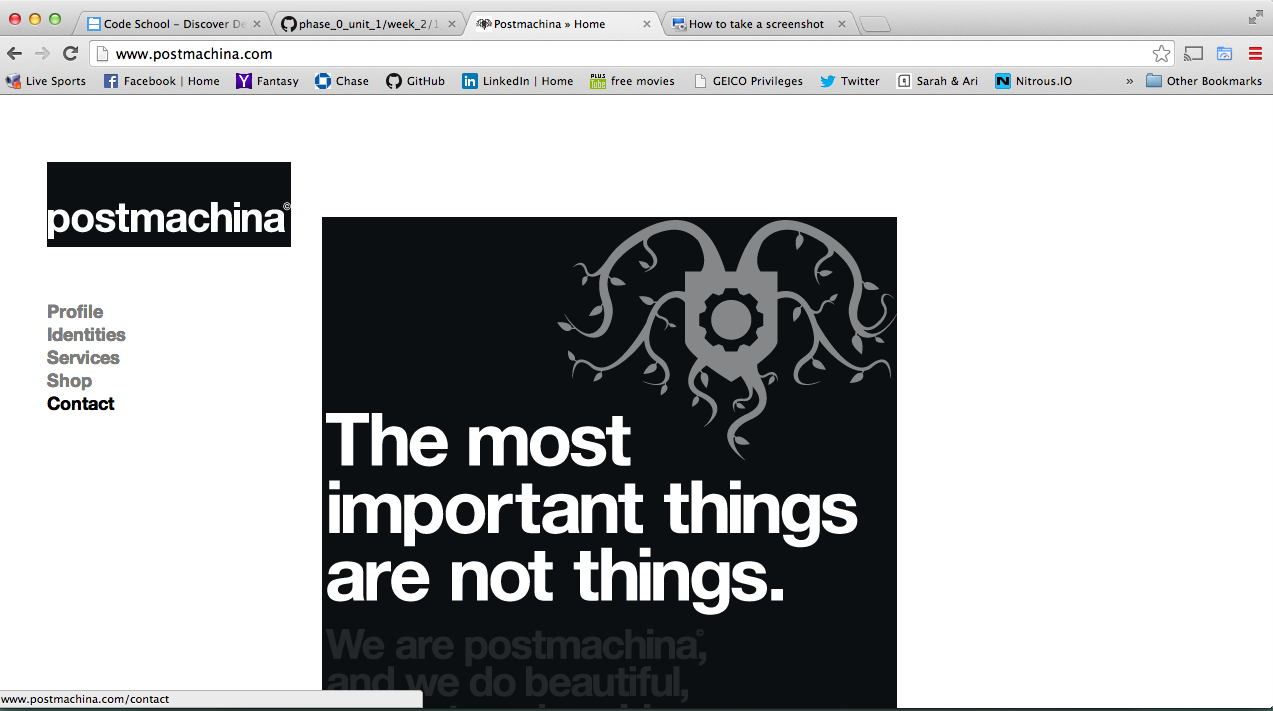 Code School – Discover De
phase_0_unit_1/week_2/1
Postmachina » Home
How to take a screenshot
www.postmachina.com
Live Sports
Facebook | Home
Fantasy
Chase
GitHub
LinkedIn | Home
PLUS
free movies
GEICO Privileges
Twitter
Sarah & Ari
Nitrous.IO
»
Other Bookmarks
postmachina©
Profile
Identities
Services
Shop
Contact
The most
important things
are not things.
We are postmachina©,
and we do beautiful,
www.postmachina.com/contact